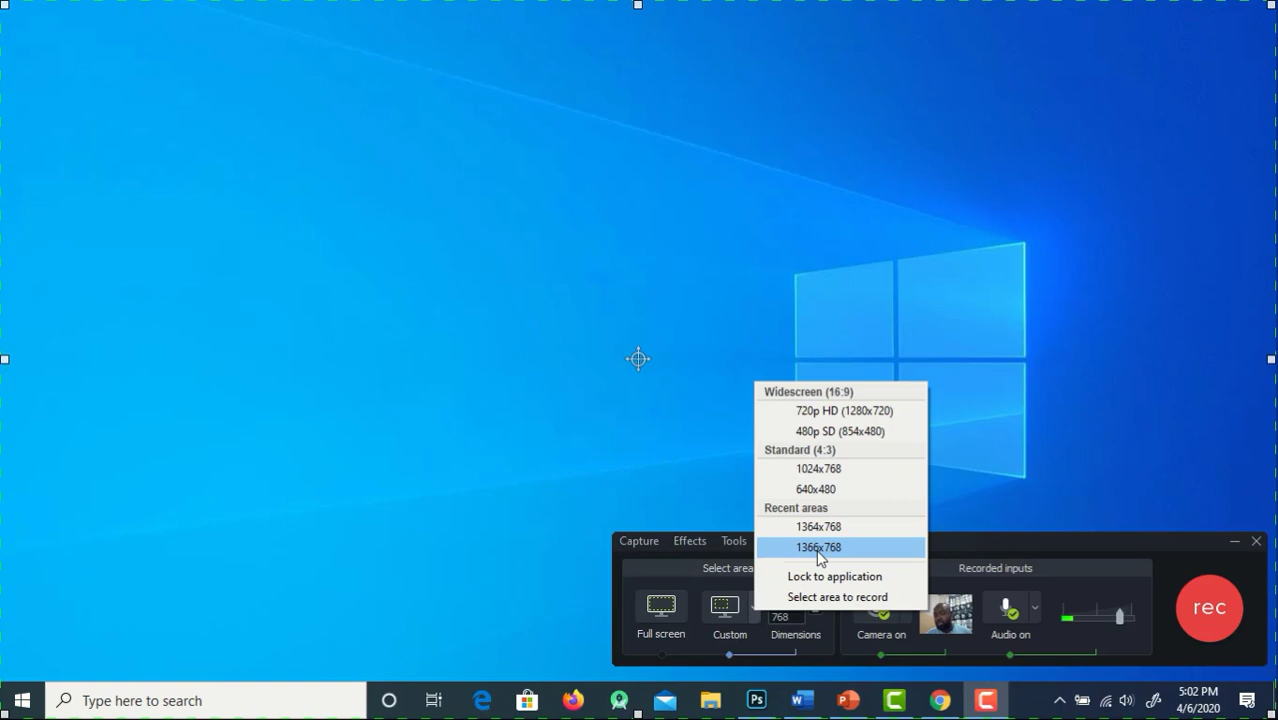 Widescreen (16:9)
720p HD (1280x720)
480p SD (854x480)
Standard (4:3)
1024x768
640x480
Recent areas
1364x768
1366x768
Lock to application
Select area to record
Capture Effects Tools
Select area
Recorded inputs
768
Full screen
Custom
Dimensions
Camera on
Audio on
rec
Type here to search
Ps
5:02 PM
4/6/2020